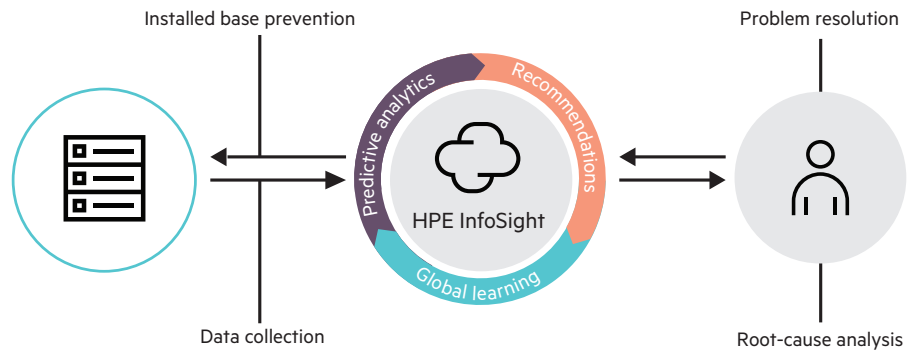 Installed base prevention
Problem resolution
Predictive analytics
Recommendations
HPE InfoSight
Global learning
Data collection
Root-cause analysis